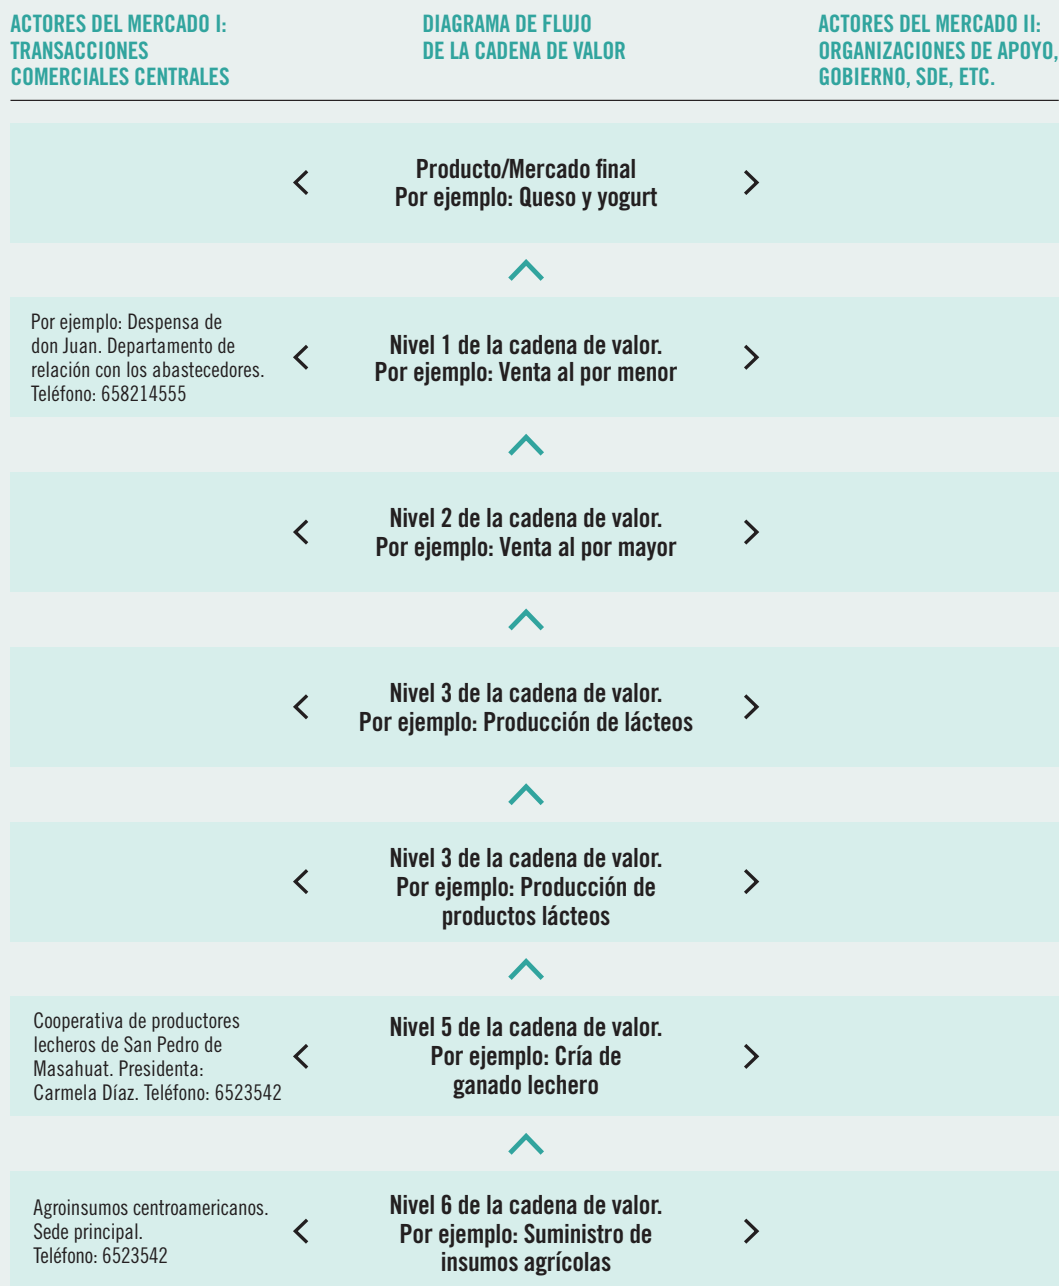 ACTORES DEL MERCADO I:
TRANSACCIONES
COMERCIALES CENTRALES
DIAGRAMA DE FLUJO
DE LA CADENA DE VALOR
ACTORES DEL MERCADO II:
ORGANIZACIONES DE APOYO,
GOBIERNO, SDE, ETC.
Producto/Mercado final
Por ejemplo: Queso y yogurt
Por ejemplo: Despensa de
don Juan. Departamento de
relación con los abastecedores.
Teléfono: 658214555
Nivel 1 de la cadena de valor.
Por ejemplo: Venta al por menor
Nivel 2 de la cadena de valor.
Por ejemplo: Venta al por mayor
Nivel 3 de la cadena de valor.
Por ejemplo: Producción de lácteos
Nivel 3 de la cadena de valor.
Por ejemplo: Producción de
productos lácteos
Cooperativa de productores
lecheros de San Pedro de
Masahuat. Presidenta:
Carmela Díaz. Teléfono: 6523542
Nivel 5 de la cadena de valor.
Por ejemplo: Cría de
ganado lechero
Agroinsumos centroamericanos.
Sede principal.
Teléfono: 6523542
Nivel 6 de la cadena de valor.
Por ejemplo: Suministro de
insumos agrícolas